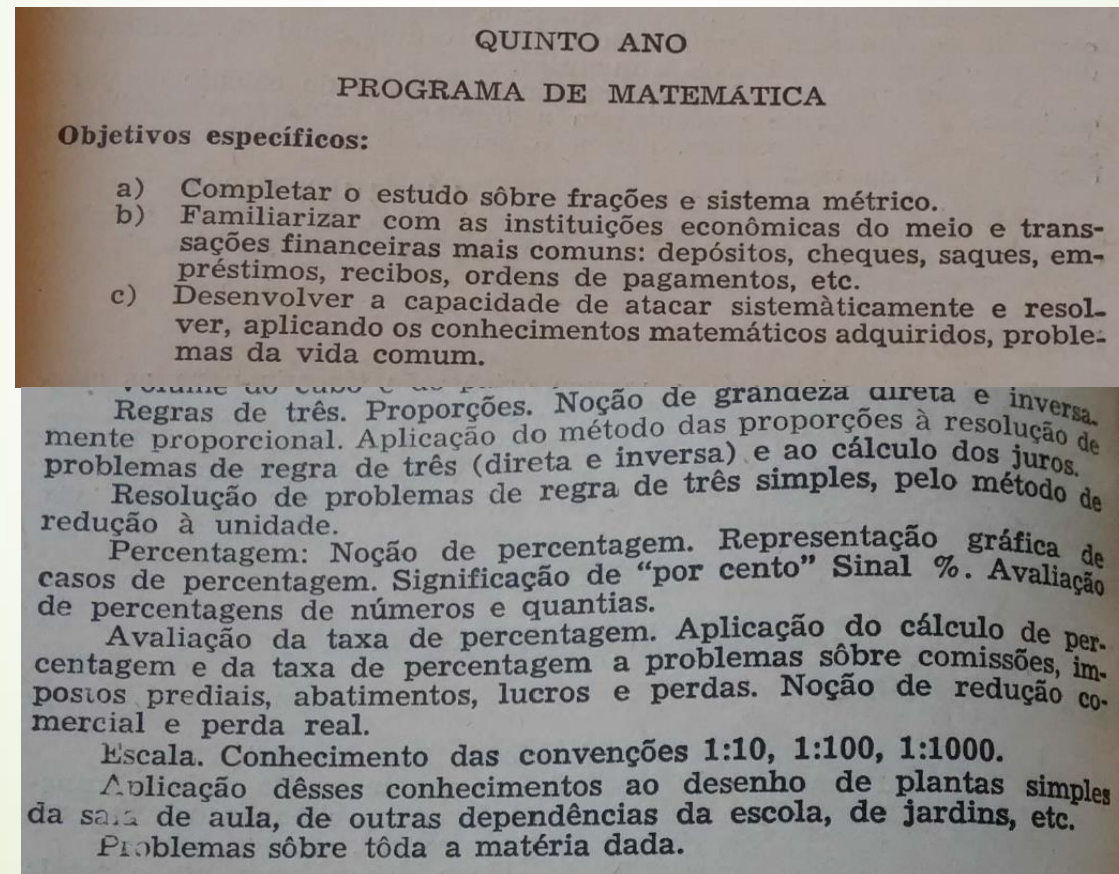 QUINTO ANO
PROGRAMA DE MATEMÁTICA
Objetivos específicos:
a) Completar o estudo sôbre frações e sistema métrico.
b) Familiarizar com as instituições econômicas do meio e trans-
sações financeiras mais comuns: depósitos, cheques, saques, em-
préstimos, recibos, ordens de pagamentos, etc.
c) Desenvolver a capacidade de atacar sistemàticamente e resol-
ver, aplicando os conhecimentos matemáticos adquiridos, proble-
mas da vida comum.
Volume do cubo e
Regras de três. Proporções. Noção de grandeza direta e inversa-
mente proporcional. Aplicação do método das proporções à resolução de
problemas de regra de três (direta e inversa) e ao cálculo dos juros.
Resolução de problemas de regra de três simples, pelo método de
redução à unidade.
Percentagem: Noção de percentagem. Representação gráfica de
casos de percentagem. Significação de “por cento” Sinal %. Avaliação
de percentagens de números e quantias.
Avaliação da taxa de percentagem. Aplicação do cálculo de per-
centagem e da taxa de percentagem a problemas sôbre comissões, im-
postos prediais, abatimentos, lucros e perdas. Noção de redução co-
mercial e perda real.
Escala. Conhecimento das convenções 1:10, 1:100, 1:1000.
Aplicação dêsses conhecimentos ao desenho de plantas simples
da sala de aula, de outras dependências da escola, de jardins, etc.
Problemas sôbre tôda a matéria dada.